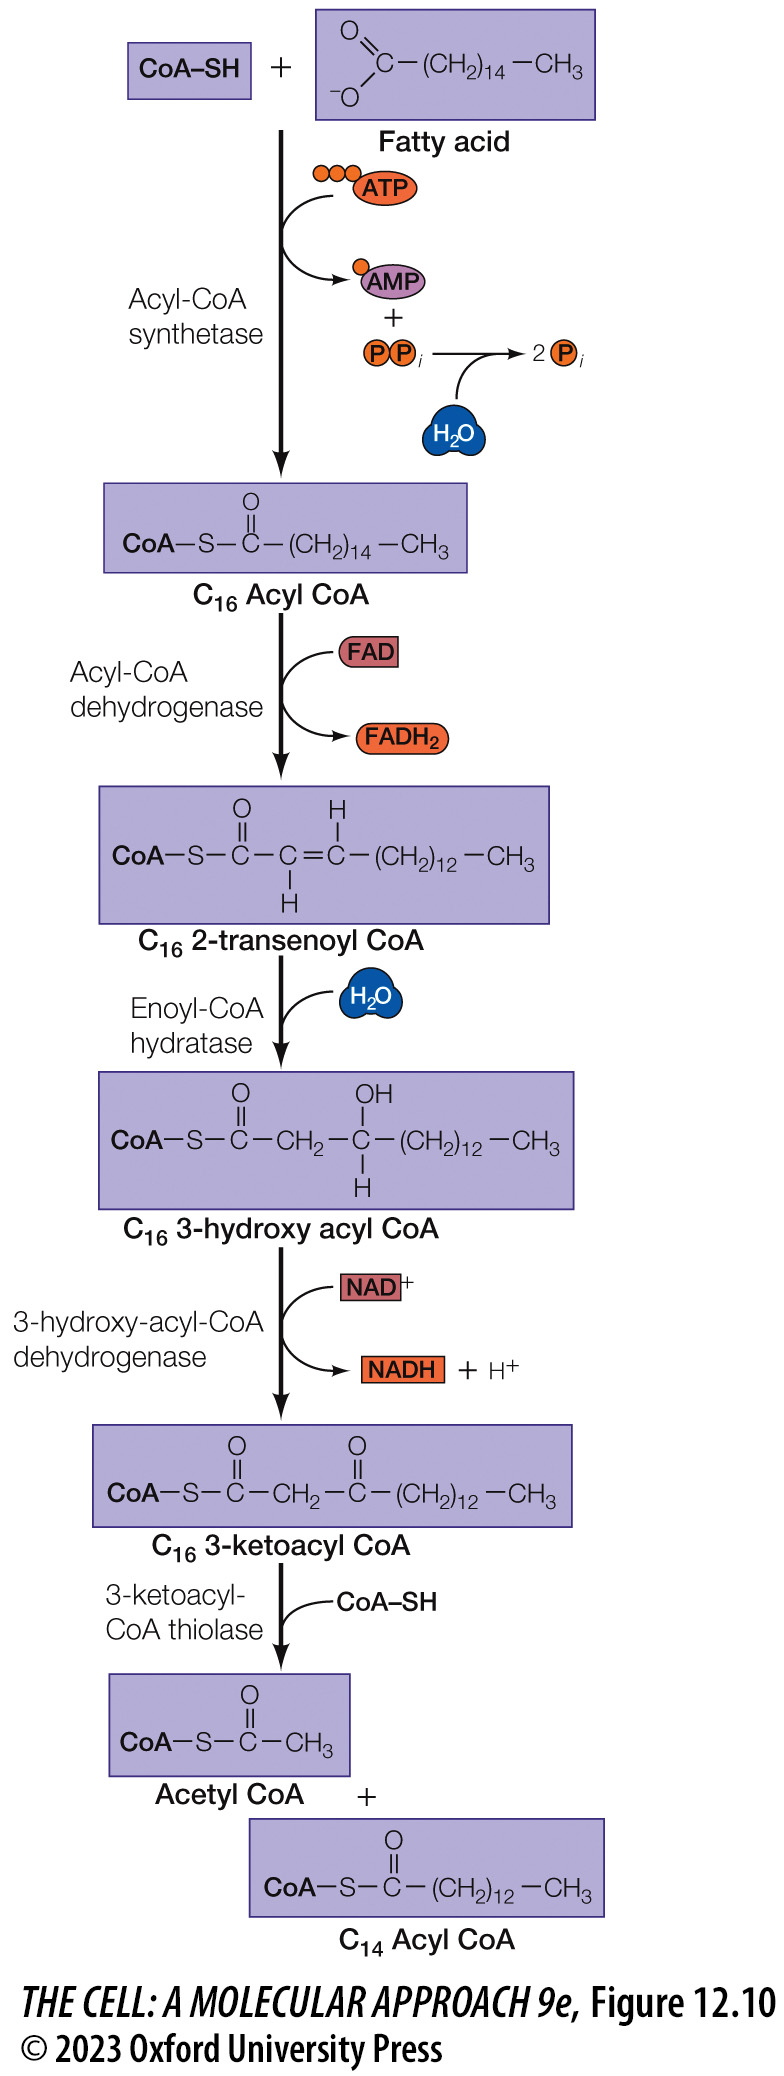 CoA–SH + O C –O –(CH2)14–CH3
Fatty acid
ATP
AMP
+
Acyl-CoA
synthetase
P P i 2 P i
H2O
O
CoA–S–C–(CH2)14–CH3
C16 Acyl CoA
FAD
Acyl-CoA
dehydrogenase
FADH2
O H
CoA–S–C–C=C–(CH2)12–CH3
H
C16 2-transenoyl CoA
H2O
Enoyl-CoA
hydratase
O OH
CoA–S–C–CH2–C–(CH2)12–CH3
H
C16 3-hydroxy acyl CoA
NAD+
3-hydroxy-acyl-CoA
dehydrogenase
NADH + H+
O O
CoA–S–C–CH2–C–(CH2)12–CH3
C16 3-ketoacyl CoA
3-ketoacyl-
CoA thiolase
CoA–SH
O
CoA–S–C–CH3
Acetyl CoA +
O
CoA–S–C–(CH2)12–CH3
C14 Acyl CoA
THE CELL: A MOLECULAR APPROACH 9e, Figure 12.10
© 2023 Oxford University Press